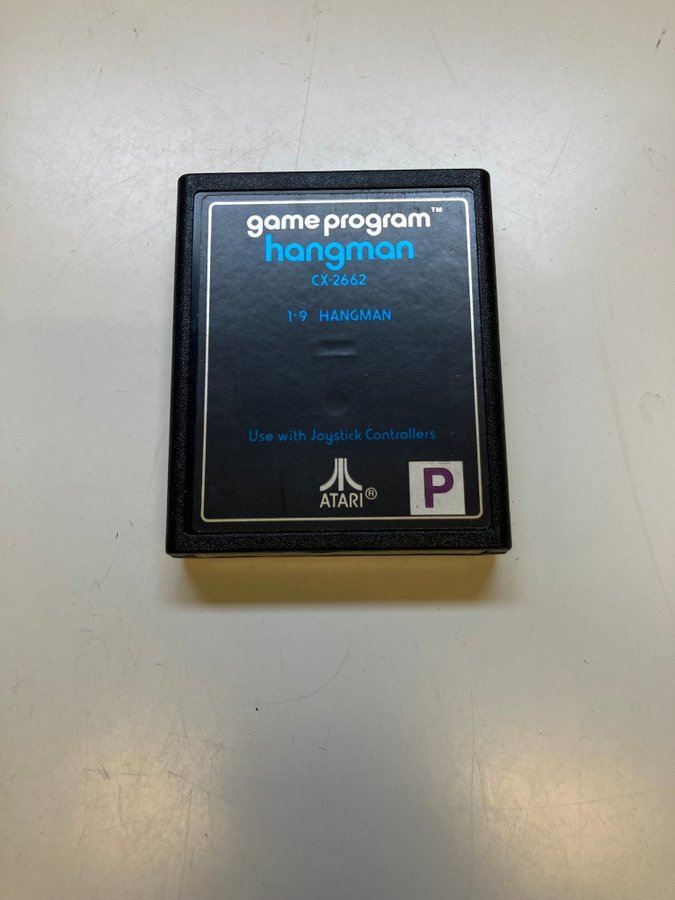 game program™
hangman
CX-2662
1-9 HANGMAN
Use with Joystick Controllers
ATARI®
P